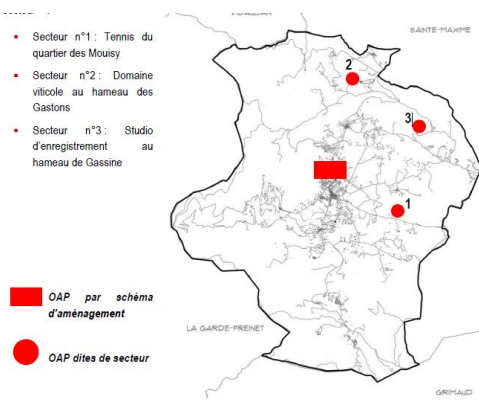 Secteur n°1 : Tennis du
quartier des Mouisy
Secteur n°2 : Domaine
viticole au hameau des
Gastons
Secteur n°3 : Studio
d'enregistrement au
hameau de Gassine
SAINTE-MAXIME
2
3
1
OAP par schéma
d'aménagement
LA GARDE-FREINET
OAP dites de secteur
GRIMAUD